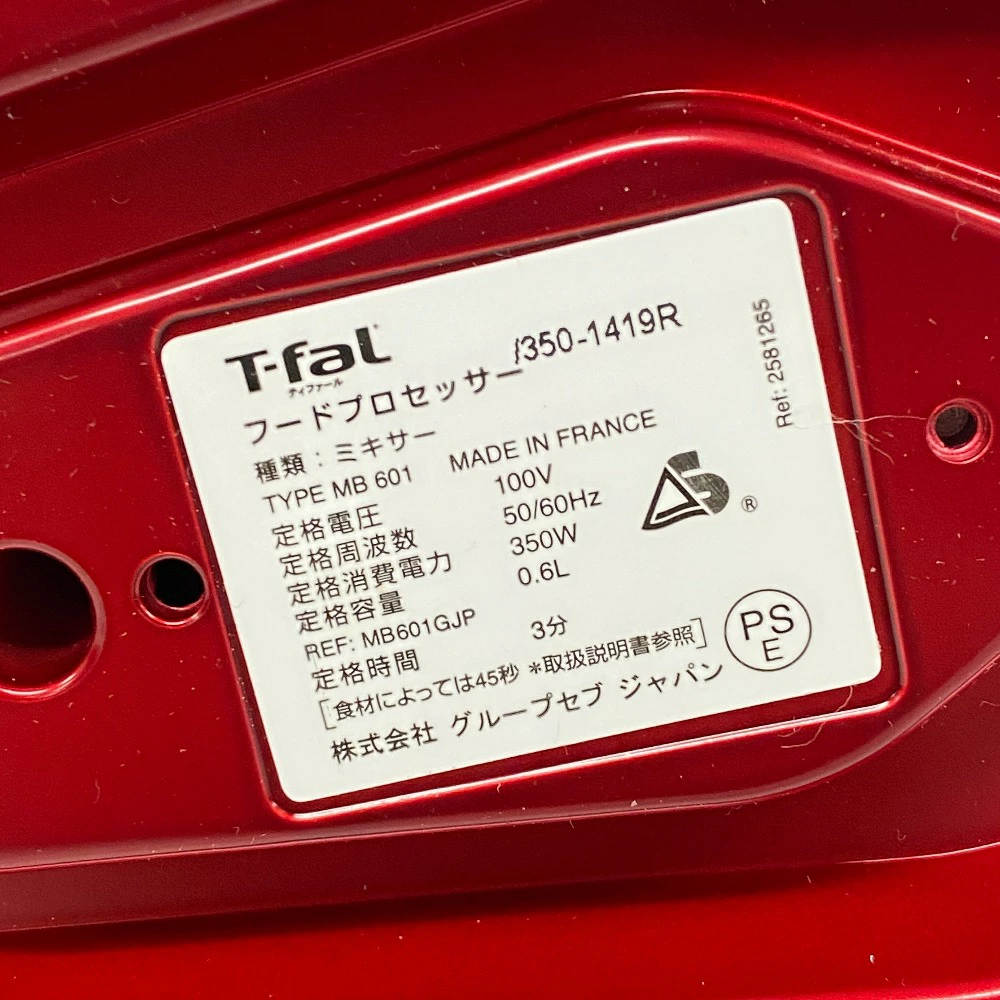 T-faL
ティファール
フードプロセッサー /350-1419R
種類：ミキサー
TYPE MB 601 MADE IN FRANCE
定格電圧 100V
定格周波数 50/60Hz
定格消費電力 350W
定格容量 0.6L
REF: MB601GJP
定格時間 3分
[食材によっては45秒 *取扱説明書参照]
株式会社 グループセブ ジャパン
Ref: 2581265
S
®
PS
E